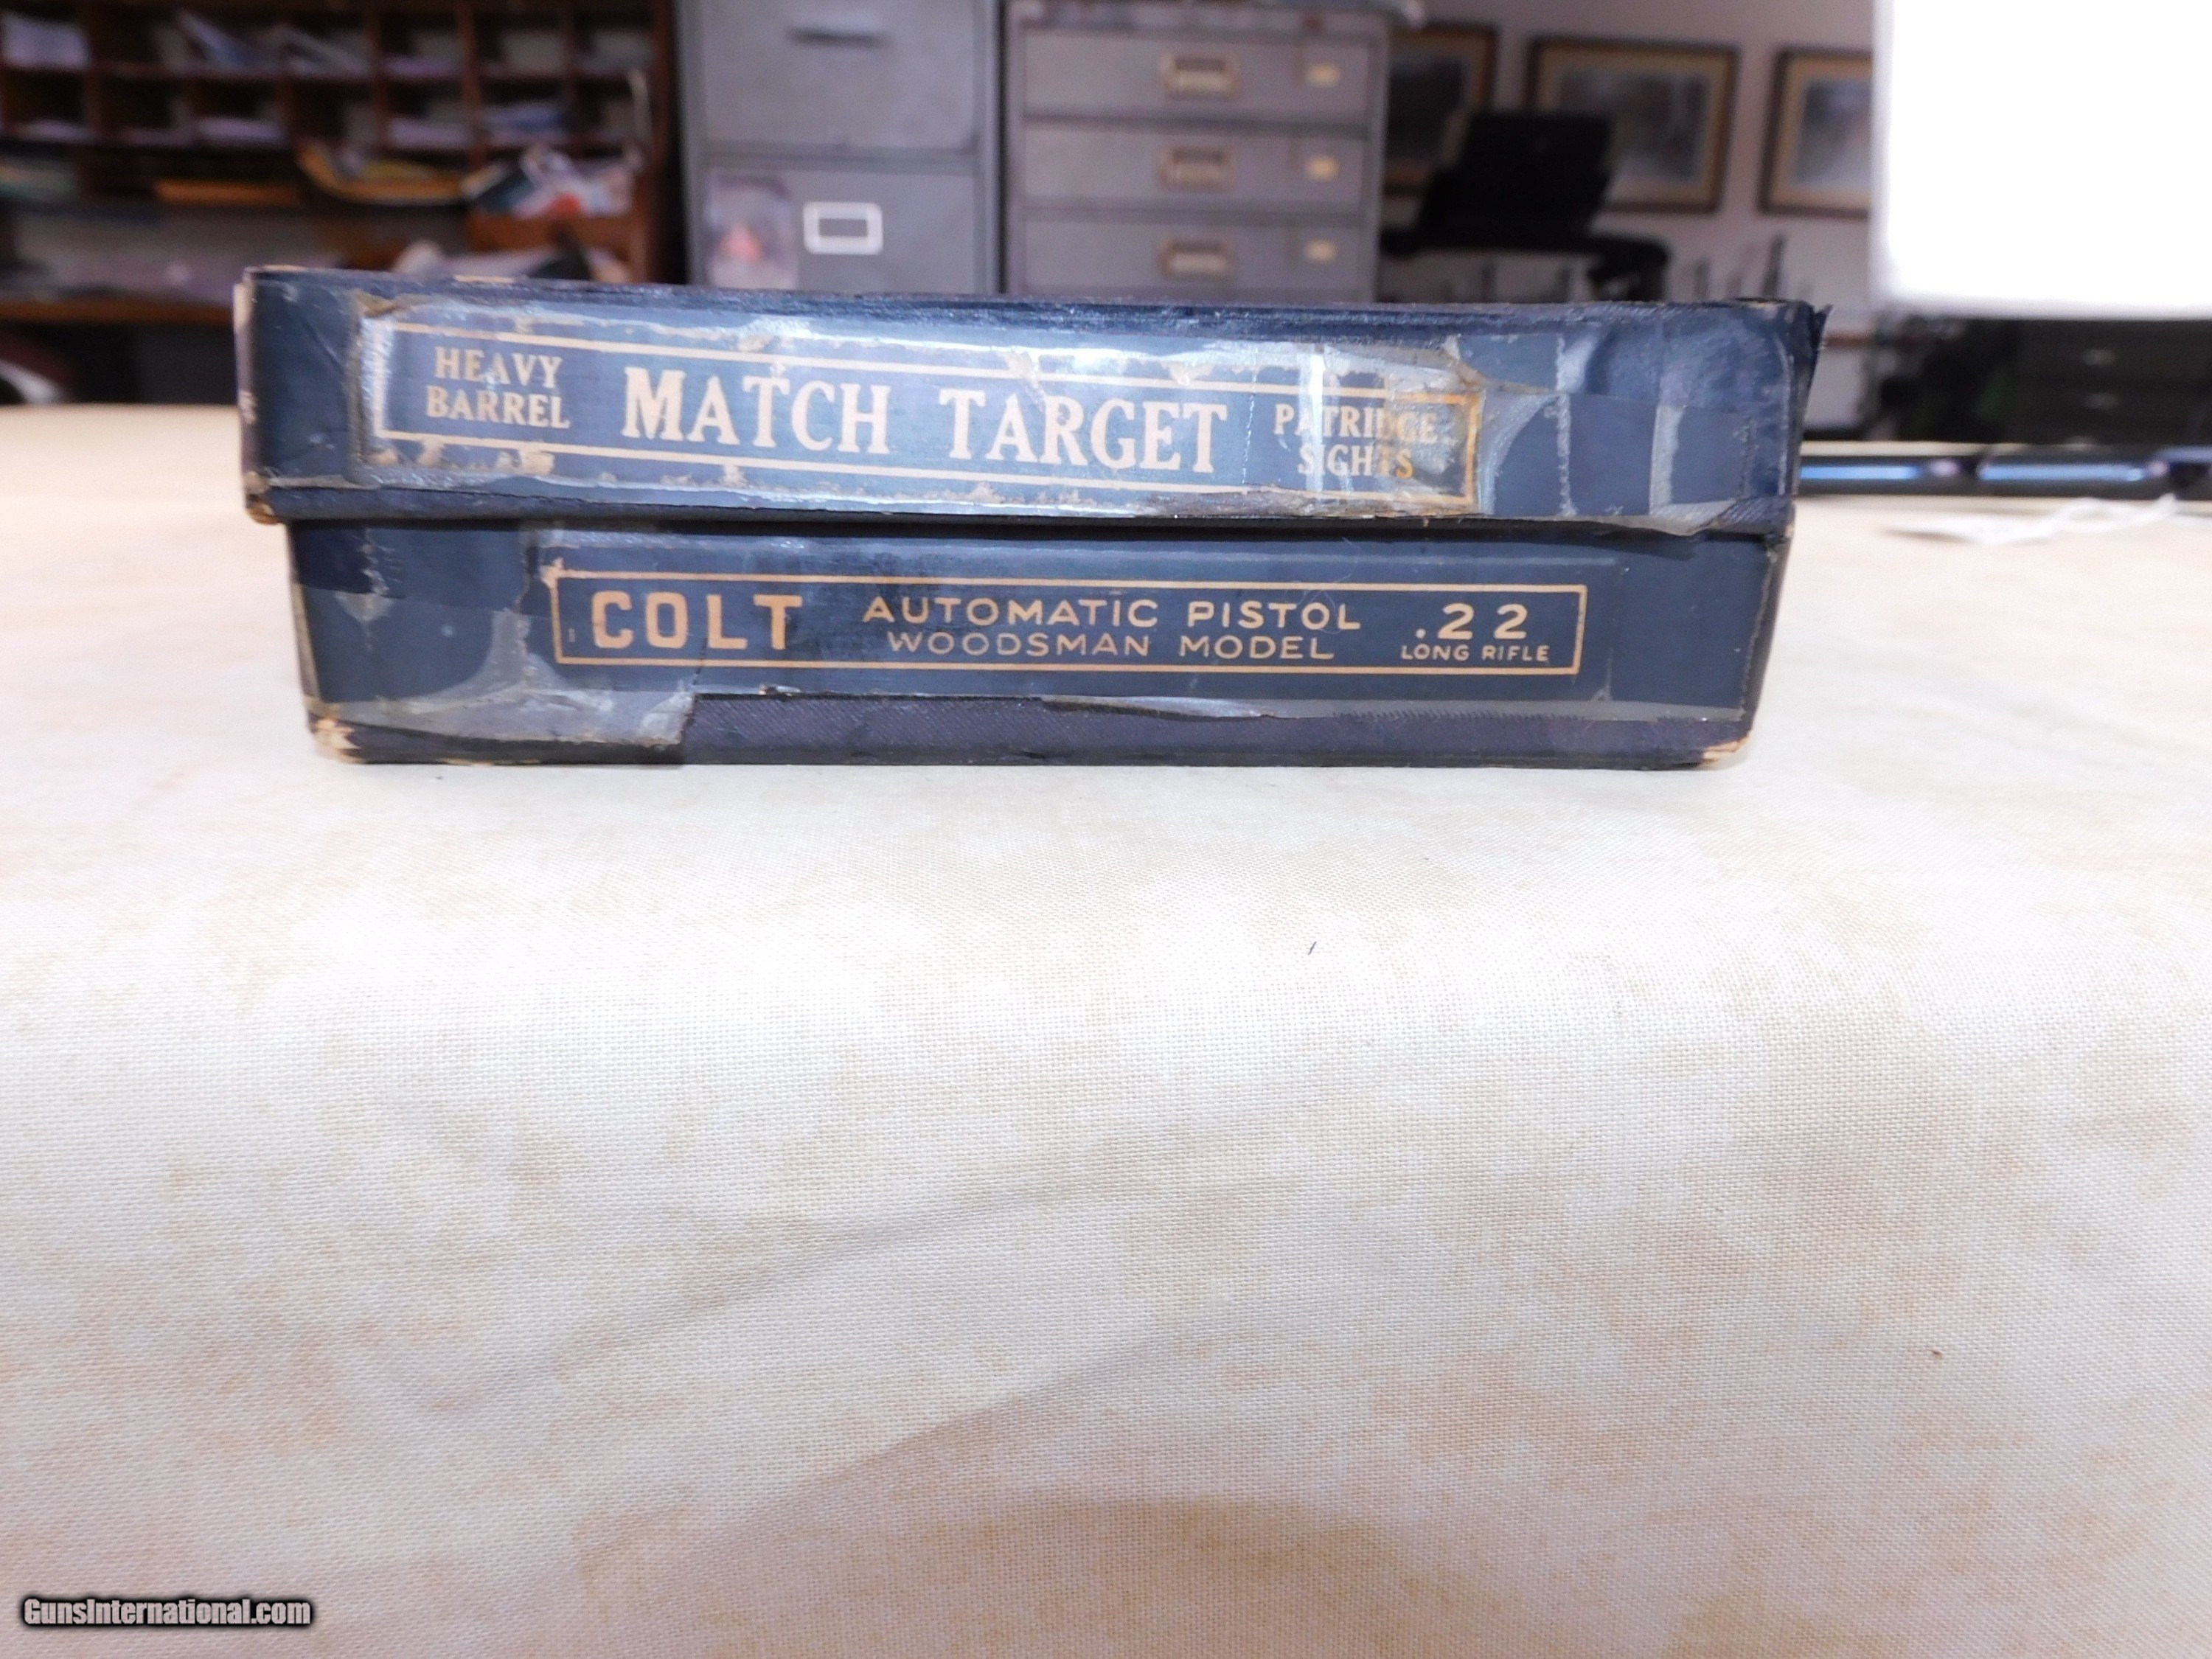 HEAVY
BARREL
MATCH TARGET
PATRIDGE
SIGHTS
COLT
AUTOMATIC PISTOL
WOODSMAN MODEL
.22
LONG RIFLE
GunsInternational.com